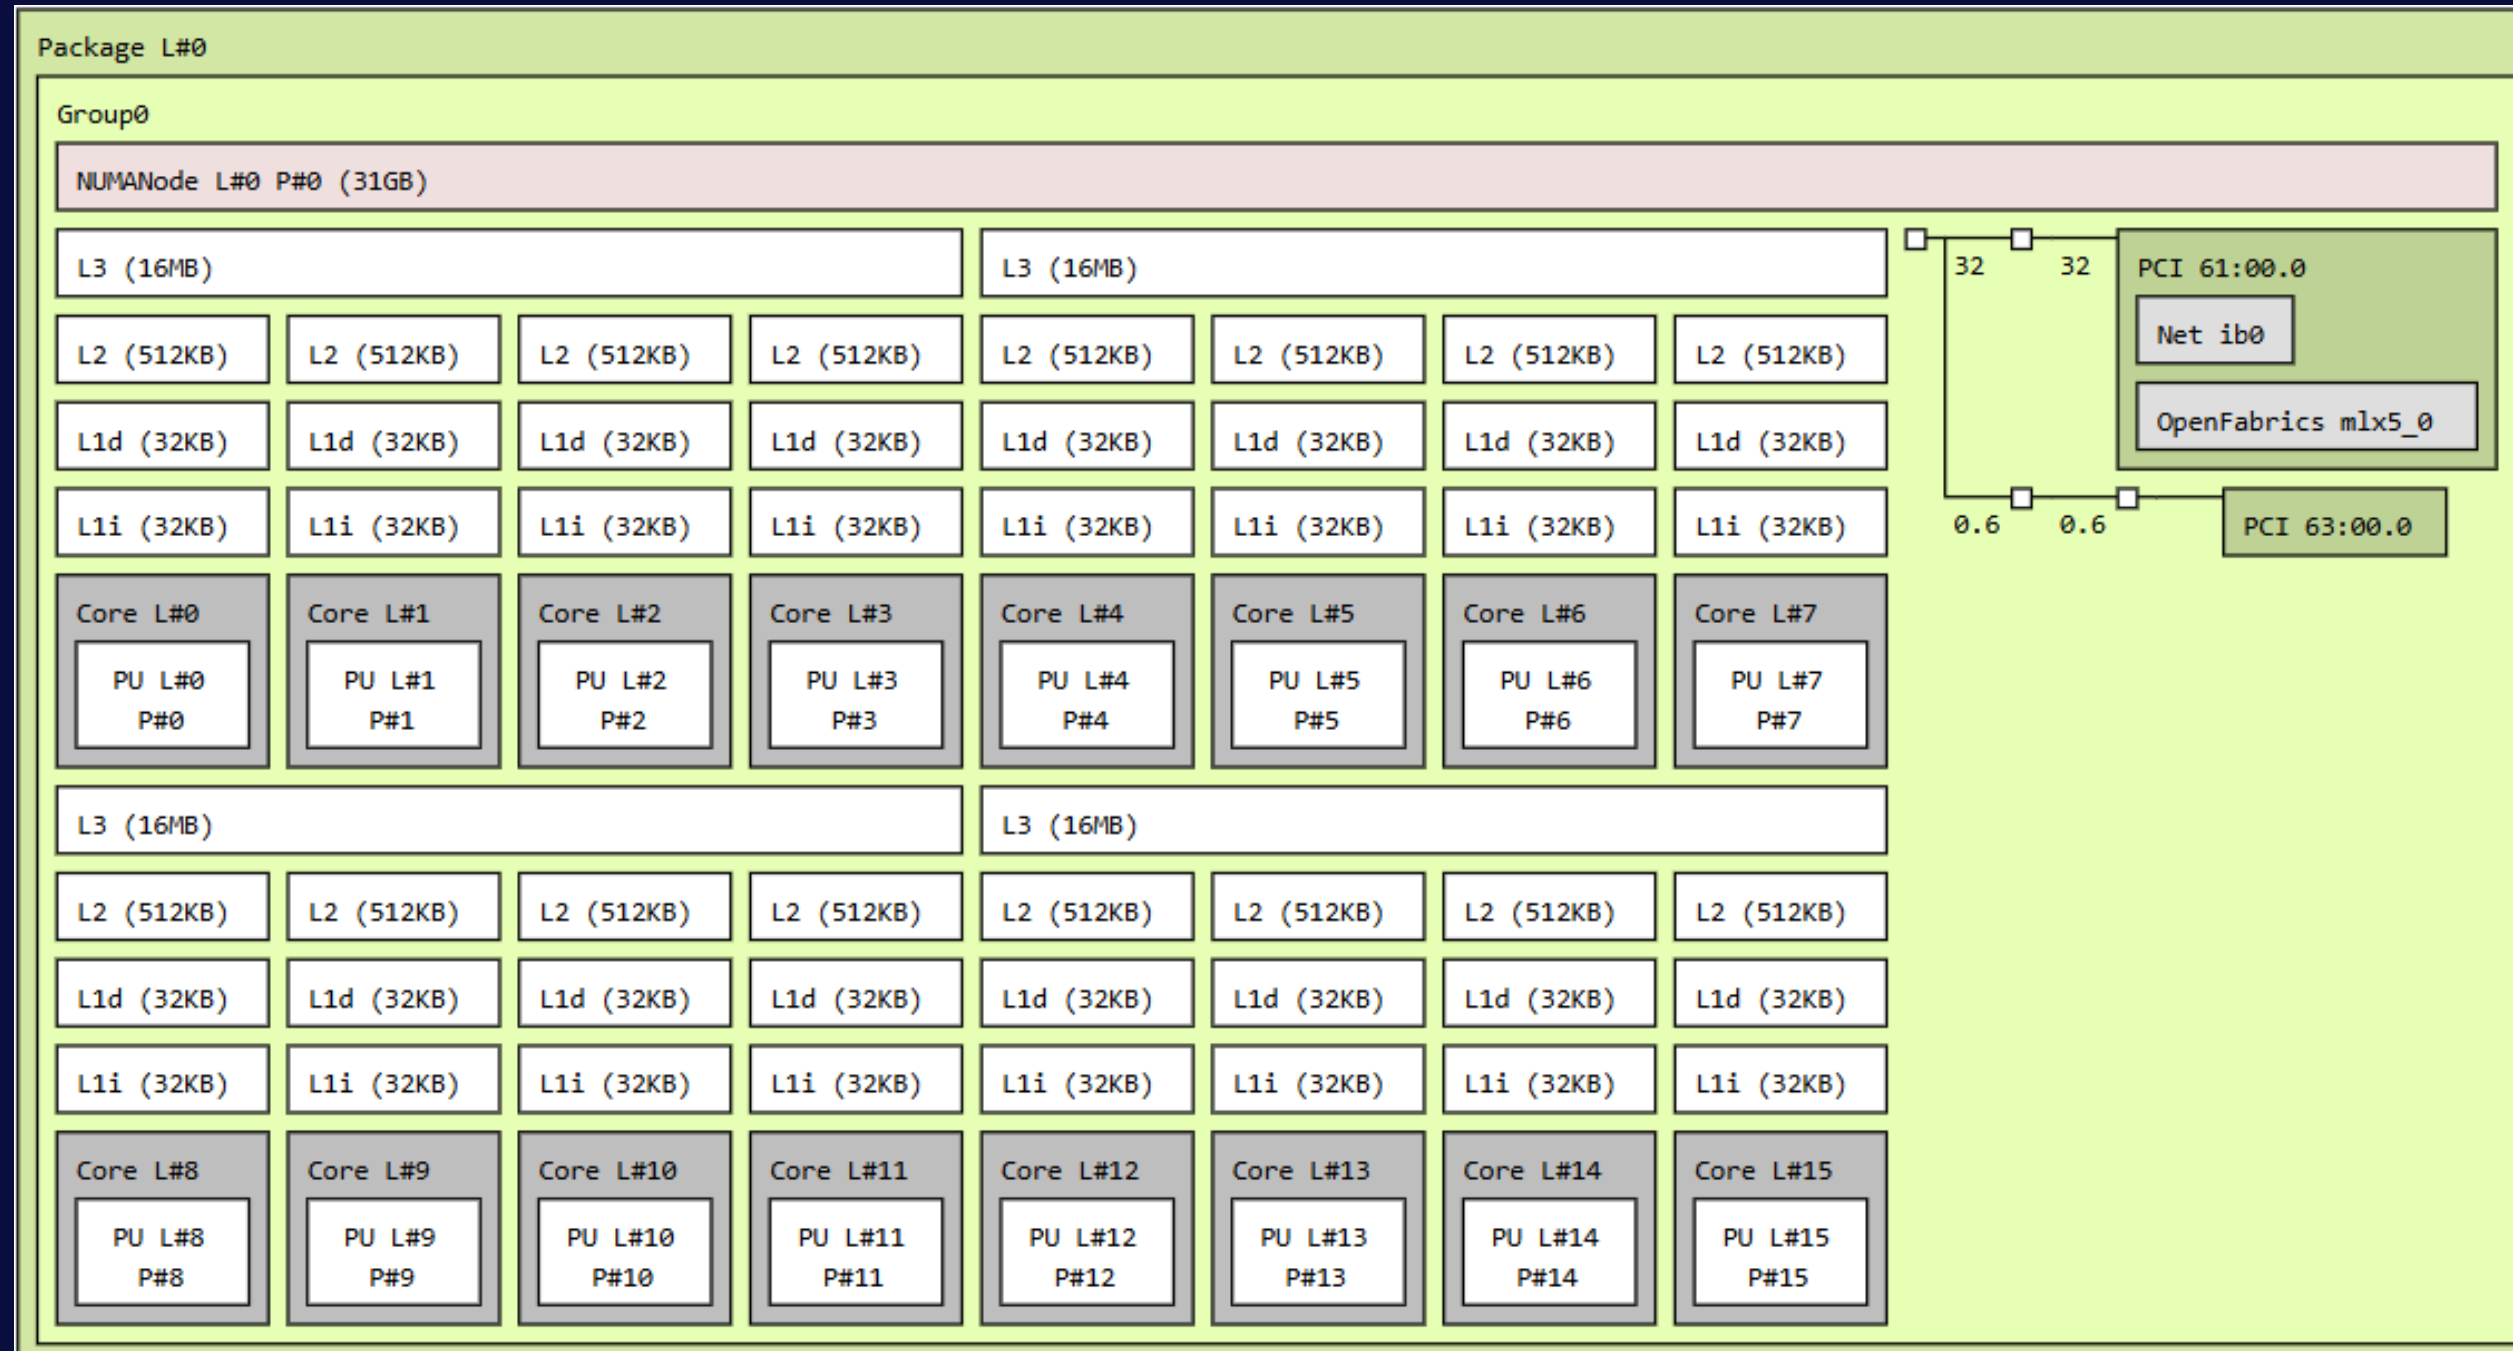 Package L#0
Group0
NUMANode L#0 P#0 (31GB)
L3 (16MB) L3 (16MB)
32 32 PCI 61:00.0
Net ib0
OpenFabrics mlx5_0
L2 (512KB) L2 (512KB) L2 (512KB) L2 (512KB) L2 (512KB) L2 (512KB) L2 (512KB) L2 (512KB)
L1d (32KB) L1d (32KB) L1d (32KB) L1d (32KB) L1d (32KB) L1d (32KB) L1d (32KB) L1d (32KB)
L1i (32KB) L1i (32KB) L1i (32KB) L1i (32KB) L1i (32KB) L1i (32KB) L1i (32KB) L1i (32KB)
0.6 0.6 PCI 63:00.0
Core L#0 Core L#1 Core L#2 Core L#3 Core L#4 Core L#5 Core L#6 Core L#7
PU L#0 PU L#1 PU L#2 PU L#3 PU L#4 PU L#5 PU L#6 PU L#7
P#0 P#1 P#2 P#3 P#4 P#5 P#6 P#7
L3 (16MB) L3 (16MB)
L2 (512KB) L2 (512KB) L2 (512KB) L2 (512KB) L2 (512KB) L2 (512KB) L2 (512KB) L2 (512KB)
L1d (32KB) L1d (32KB) L1d (32KB) L1d (32KB) L1d (32KB) L1d (32KB) L1d (32KB) L1d (32KB)
L1i (32KB) L1i (32KB) L1i (32KB) L1i (32KB) L1i (32KB) L1i (32KB) L1i (32KB) L1i (32KB)
Core L#8 Core L#9 Core L#10 Core L#11 Core L#12 Core L#13 Core L#14 Core L#15
PU L#8 PU L#9 PU L#10 PU L#11 PU L#12 PU L#13 PU L#14 PU L#15
P#8 P#9 P#10 P#11 P#12 P#13 P#14 P#15